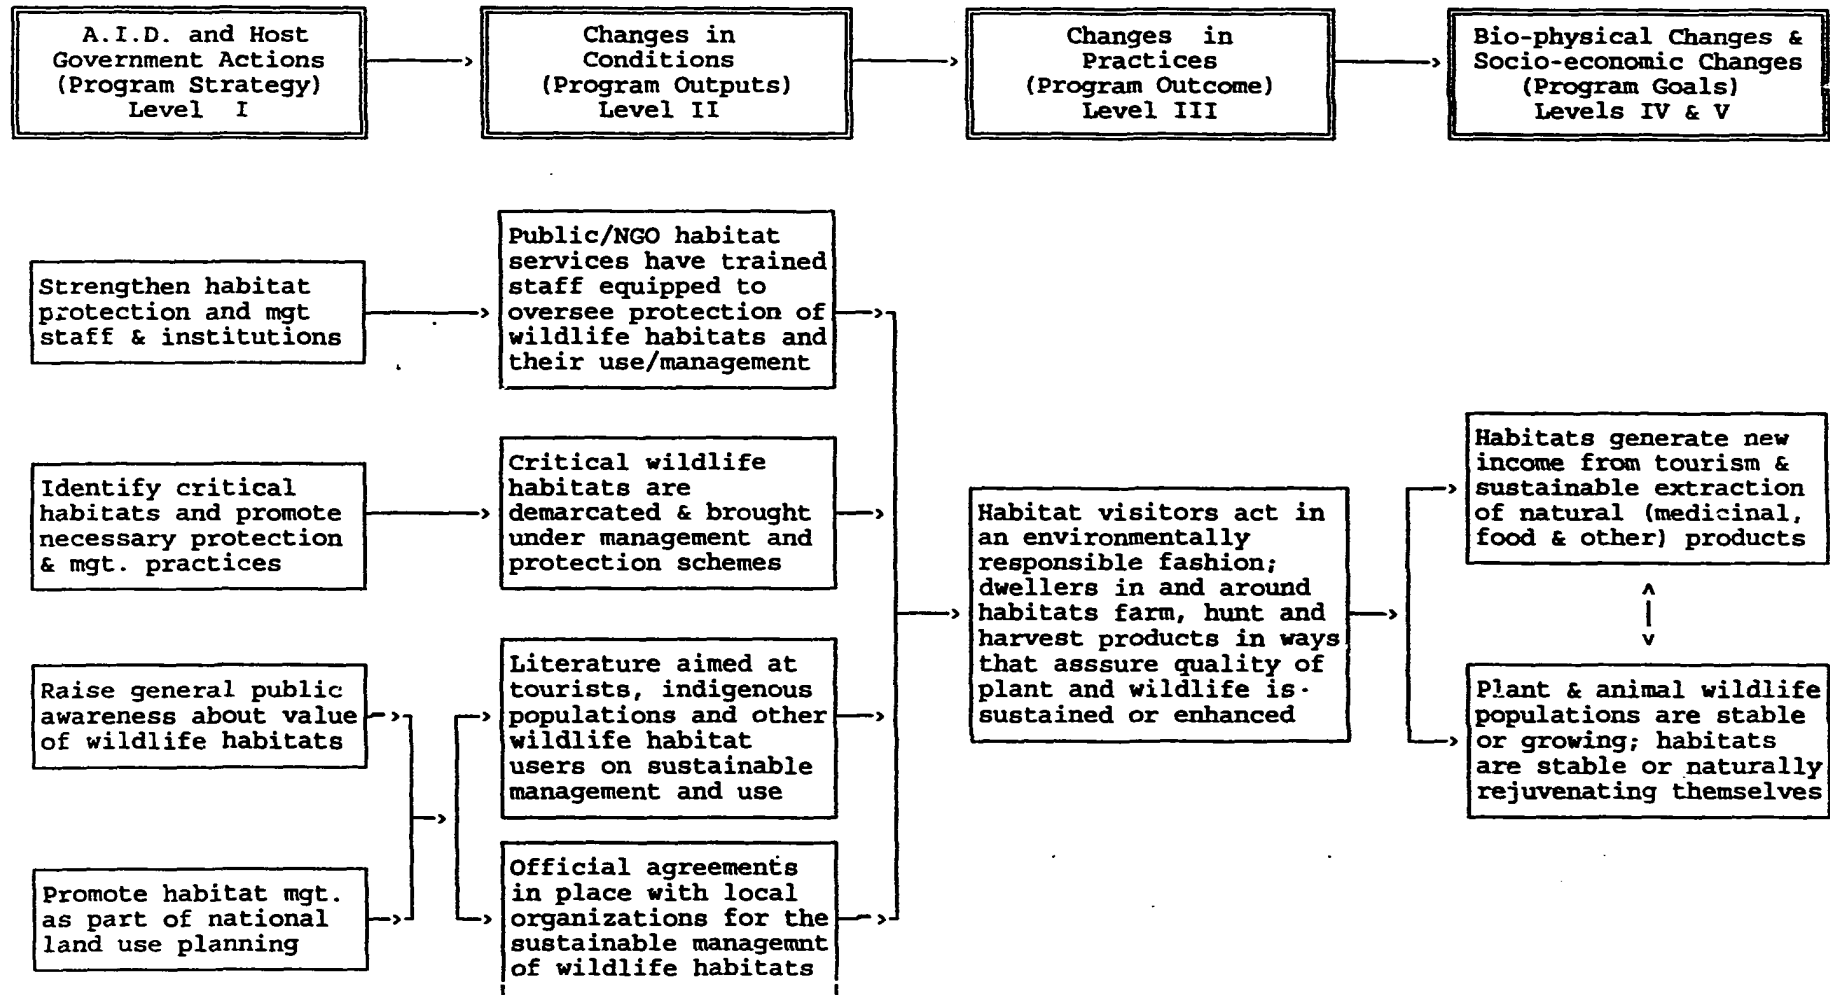 A.I.D. and Host
Government Actions
(Program Strategy)
Level I
Changes in
Conditions
(Program Outputs)
Level II
Changes in
Practices
(Program Outcome)
Level III
Bio-physical Changes &
Socio-economic Changes
(Program Goals)
Levels IV & V
Strengthen habitat
protection and mgt
staff & institutions
Public/NGO habitat
services have trained
staff equipped to
oversee protection of
wildlife habitats and
their use/management
Identify critical
habitats and promote
necessary protection
& mgt. practices
Critical wildlife
habitats are
demarcated & brought
under management and
protection schemes
Raise general public
awareness about value
of wildlife habitats
Literature aimed at
tourists, indigenous
populations and other
wildlife habitat
users on sustainable
management and use
Promote habitat mgt.
as part of national
land use planning
Official agreements
in place with local
organizations for the
sustainable managemnt
of wildlife habitats
Habitat visitors act in
an environmentally
responsible fashion;
dwellers in and around
habitats farm, hunt and
harvest products in ways
that asssure quality of
plant and wildlife is
sustained or enhanced
Habitats generate new
income from tourism &
sustainable extraction
of natural (medicinal,
food & other) products
Plant & animal wildlife
populations are stable
or growing; habitats
are stable or naturally
rejuvenating themselves